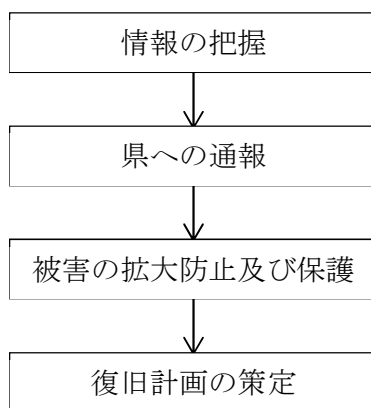 情報の把握
県への通報
被害の拡大防止及び保護
復旧計画の策定